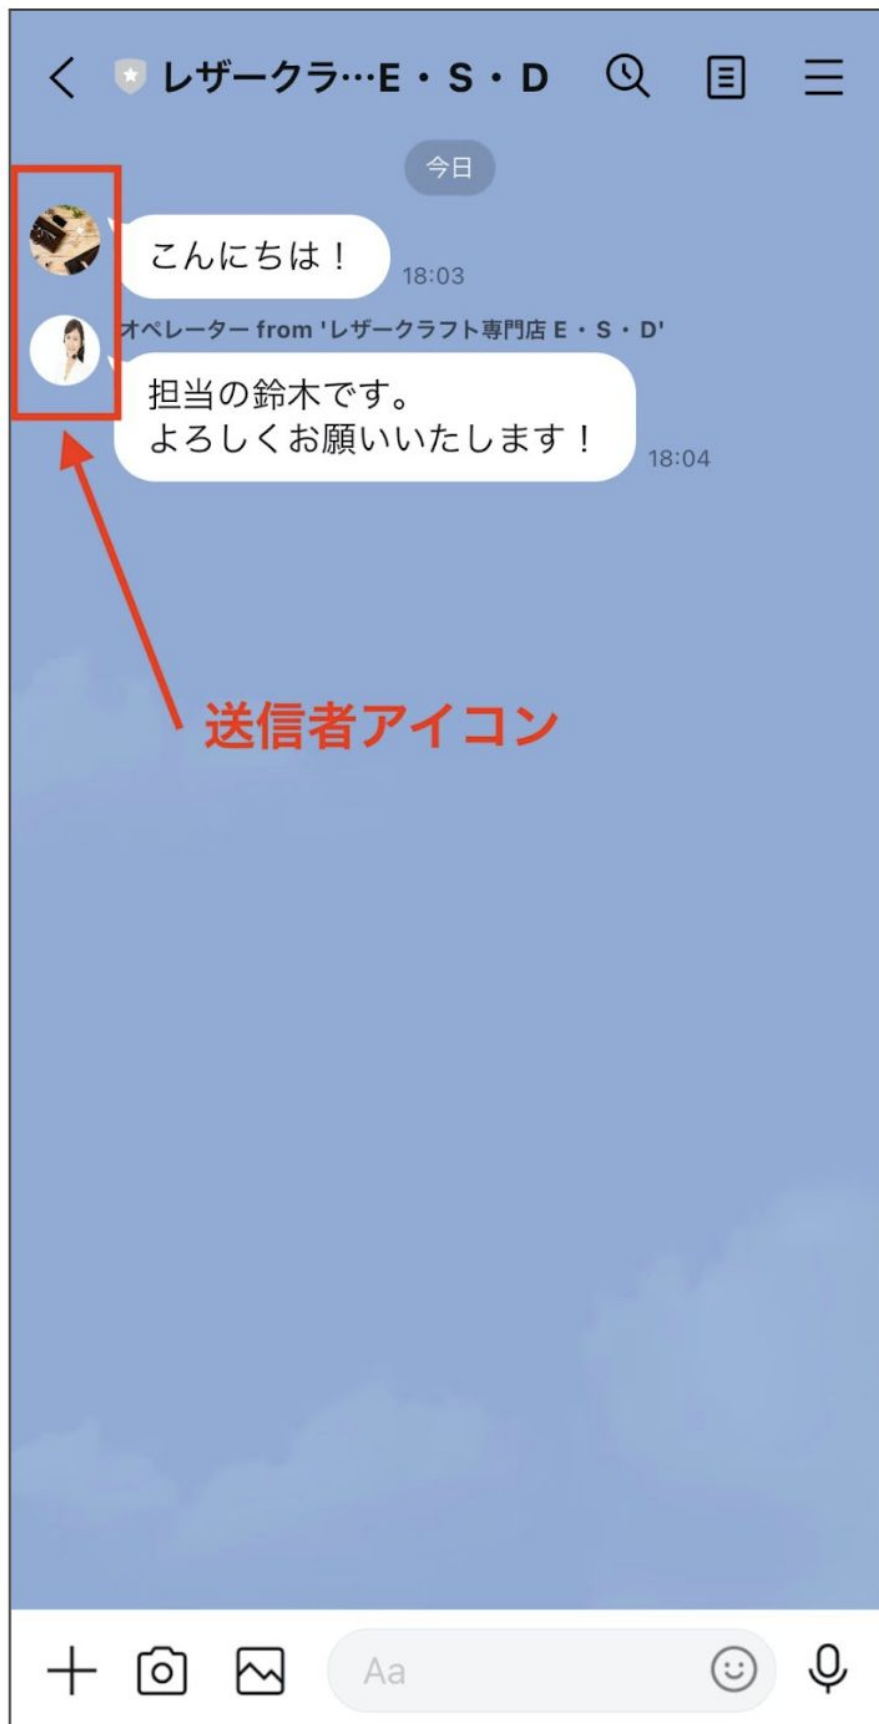 レザークラ…E・S・D
今日
こんにちは！
18:03
オペレーター from 'レザークラフト専門店 E・S・D'
担当の鈴木です。
よろしくお願いいたします！
18:04
送信者アイコン
Aa